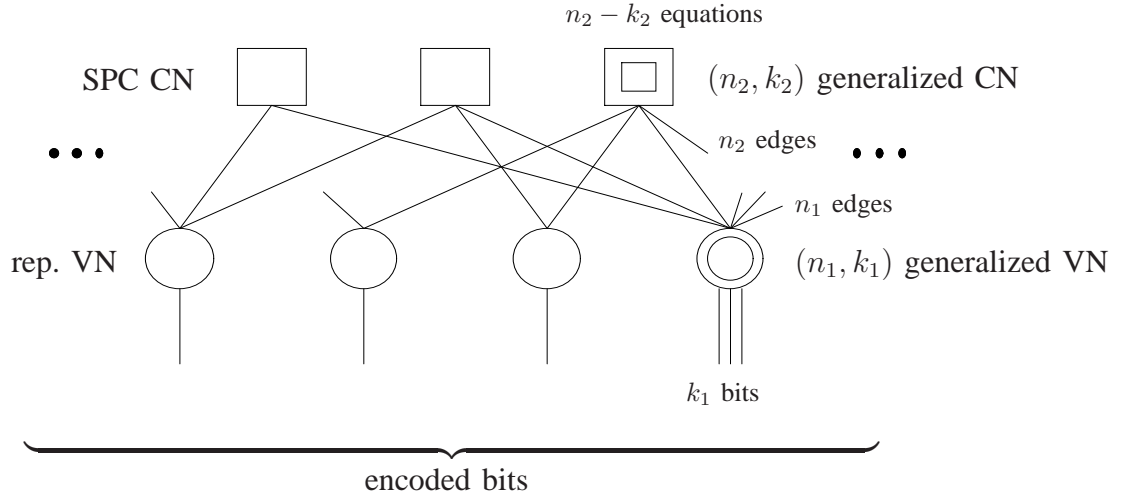 n₂ − k₂ equations
SPC CN
(n₂, k₂) generalized CN
n₂ edges
n₁ edges
rep. VN
(n₁, k₁) generalized VN
k₁ bits
encoded bits